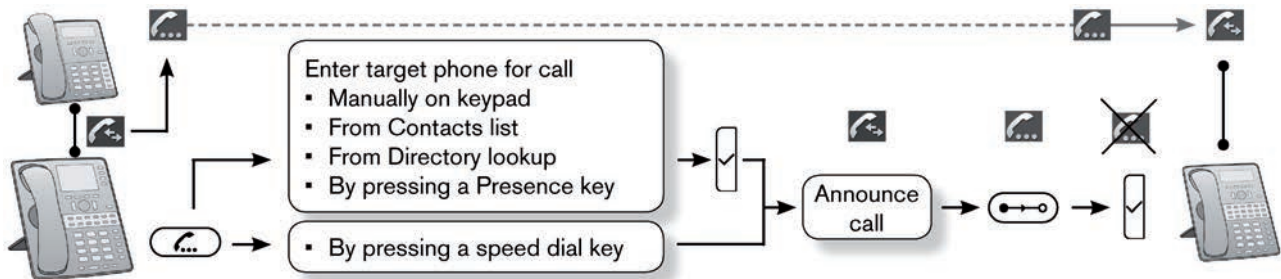 Enter target phone for call
▪ Manually on keypad
▪ From Contacts list
▪ From Directory lookup
▪ By pressing a Presence key
▪ By pressing a speed dial key
Announce
call